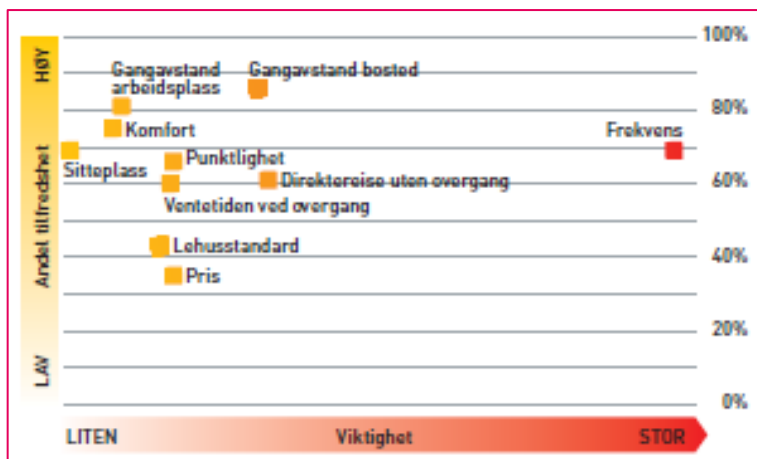 100%
HØY
Gangavstand
arbeidsplass
Gangavstand bosted
80%
Komfort
Frekvens
Punktlighet
Sitteplass
Direktereise uten overgang
60%
Ventetiden ved overgang
Andel tilfredshet
Lehusstandard
40%
Pris
20%
LAV
0%
LITEN
Viktighet
STOR